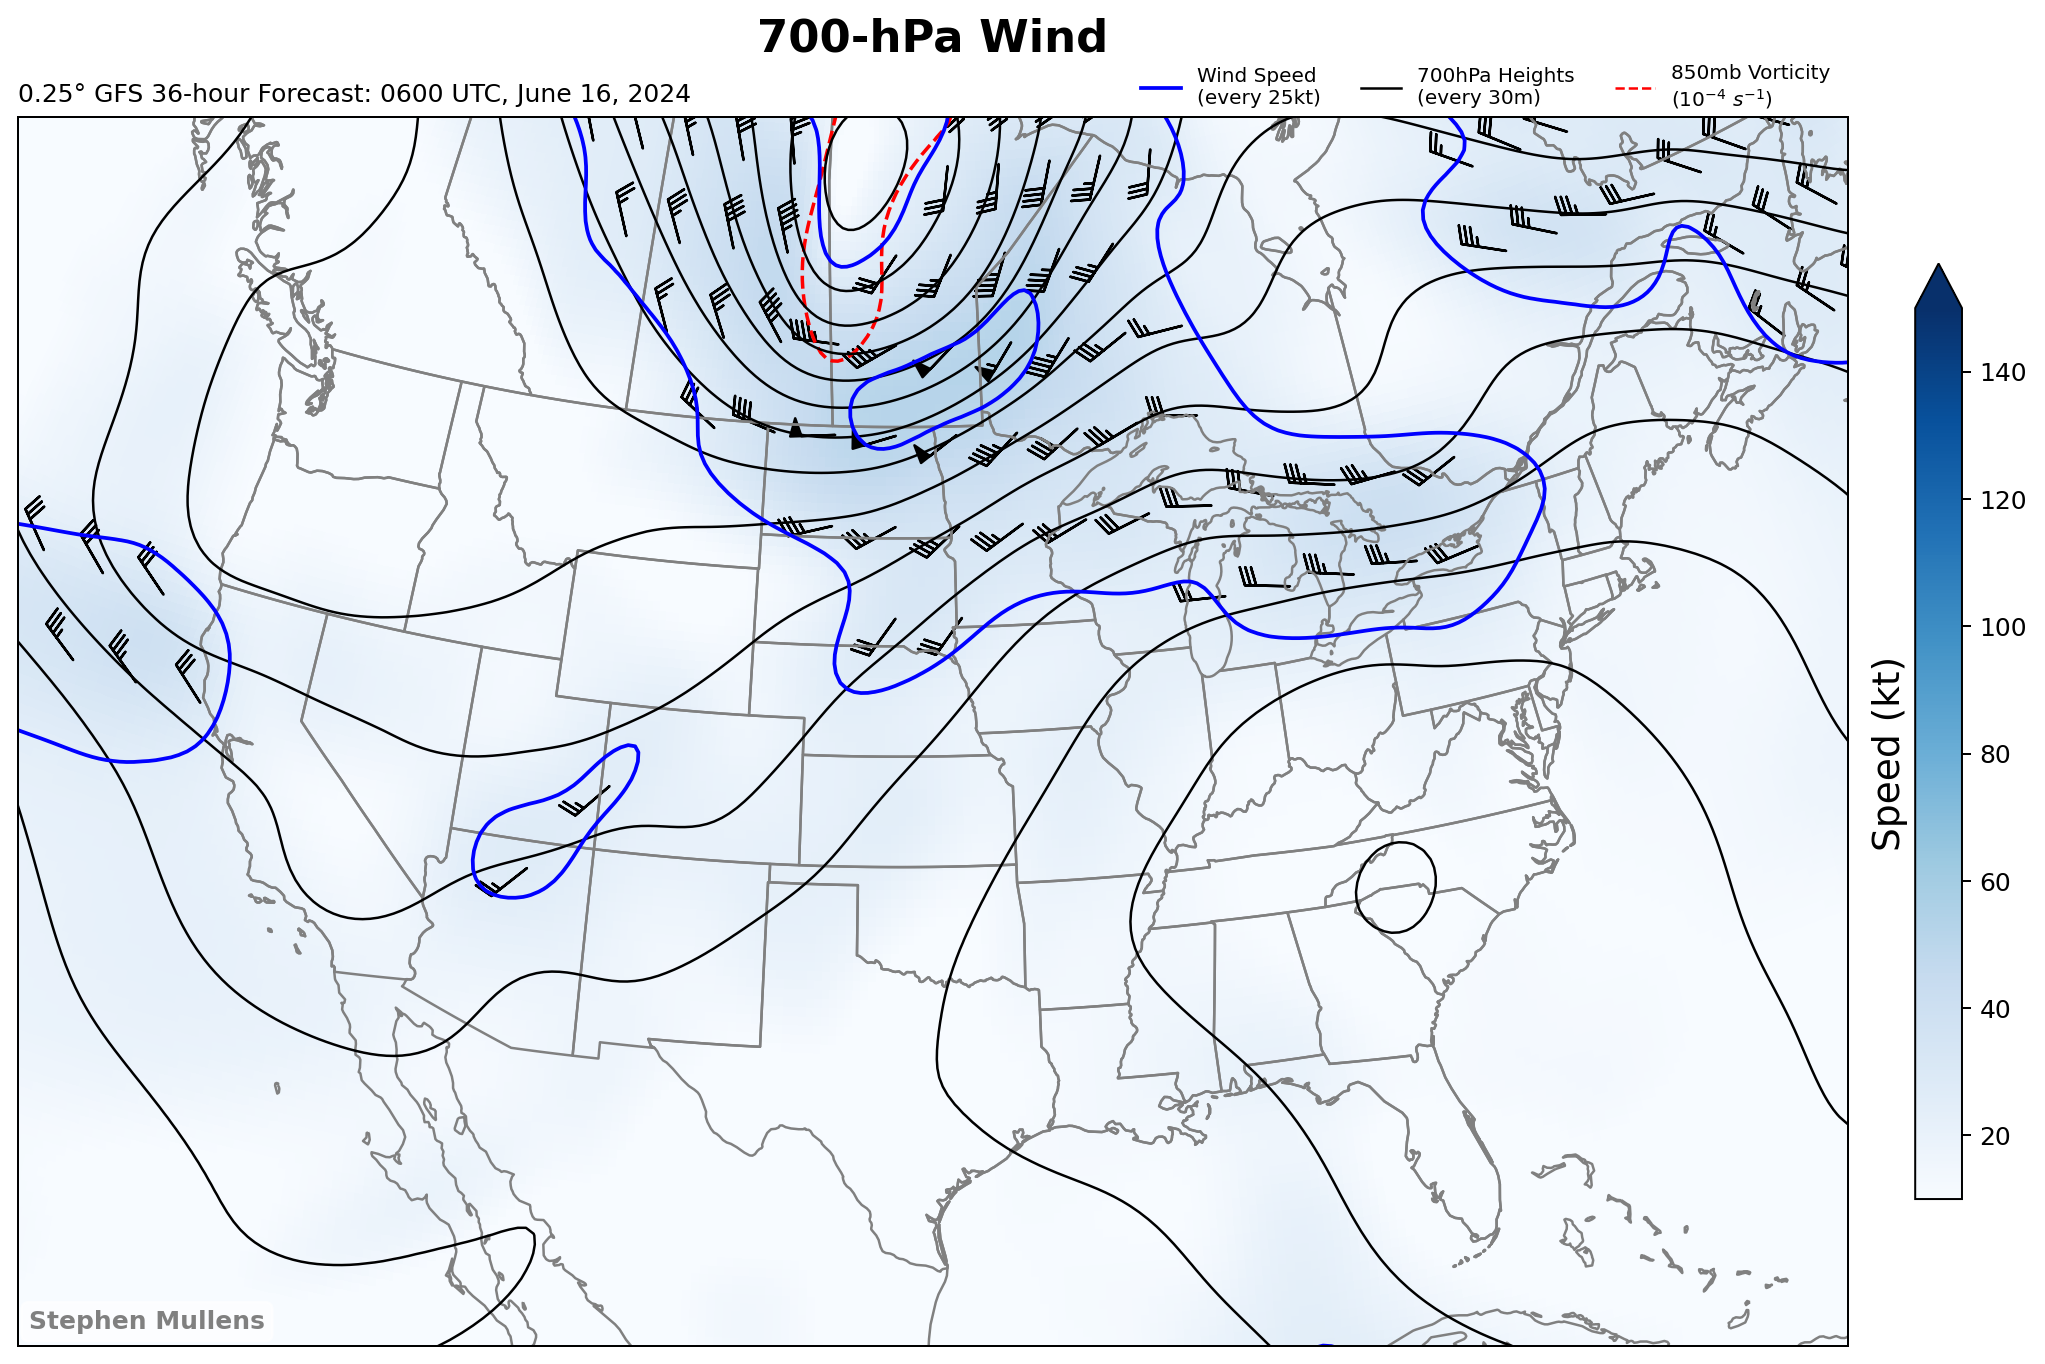 700-hPa Wind
0.25° GFS 36-hour Forecast: 0600 UTC, June 16, 2024
Wind Speed
(every 25kt)
700hPa Heights
(every 30m)
850mb Vorticity
(10⁻⁴ s⁻¹)
140
120
100
80
60
40
20
Speed (kt)
Stephen Mullens